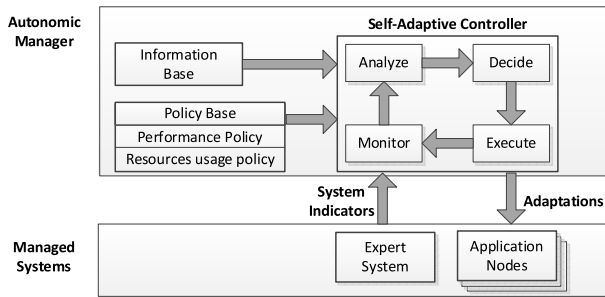 Autonomic
Manager
Self-Adaptive Controller
Information
Base
Analyze
Decide
Policy Base
Performance Policy
Resources usage policy
Monitor
Execute
System
Indicators
Adaptations
Managed
Systems
Expert
System
Application
Nodes